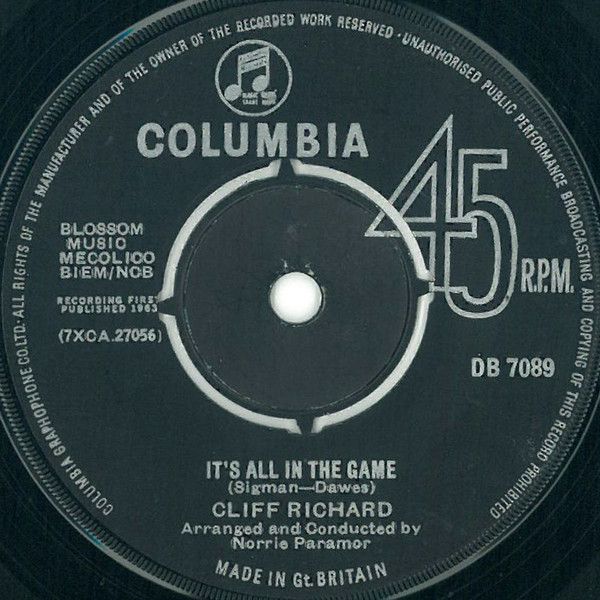 COLUMBIA GRAPHOPHONE CO. LTD. · ALL RIGHTS OF THE MANUFACTURER AND OF THE OWNER OF THE RECORDED WORK RESERVED · UNAUTHORISED PUBLIC PERFORMANCE BROADCASTING AND COPYING OF THIS RECORD PROHIBITED
COLUMBIA
45
R.P.M.
BLOSSOM
MUSIC
MECOLICO
BIEM/NCB
RECORDING FIRST
PUBLISHED 1963
(7XCA.27056)
DB 7089
IT'S ALL IN THE GAME
(Sigman—Dawes)
CLIFF RICHARD
Arranged and Conducted by
Norrie Paramor
MADE IN Gt. BRITAIN